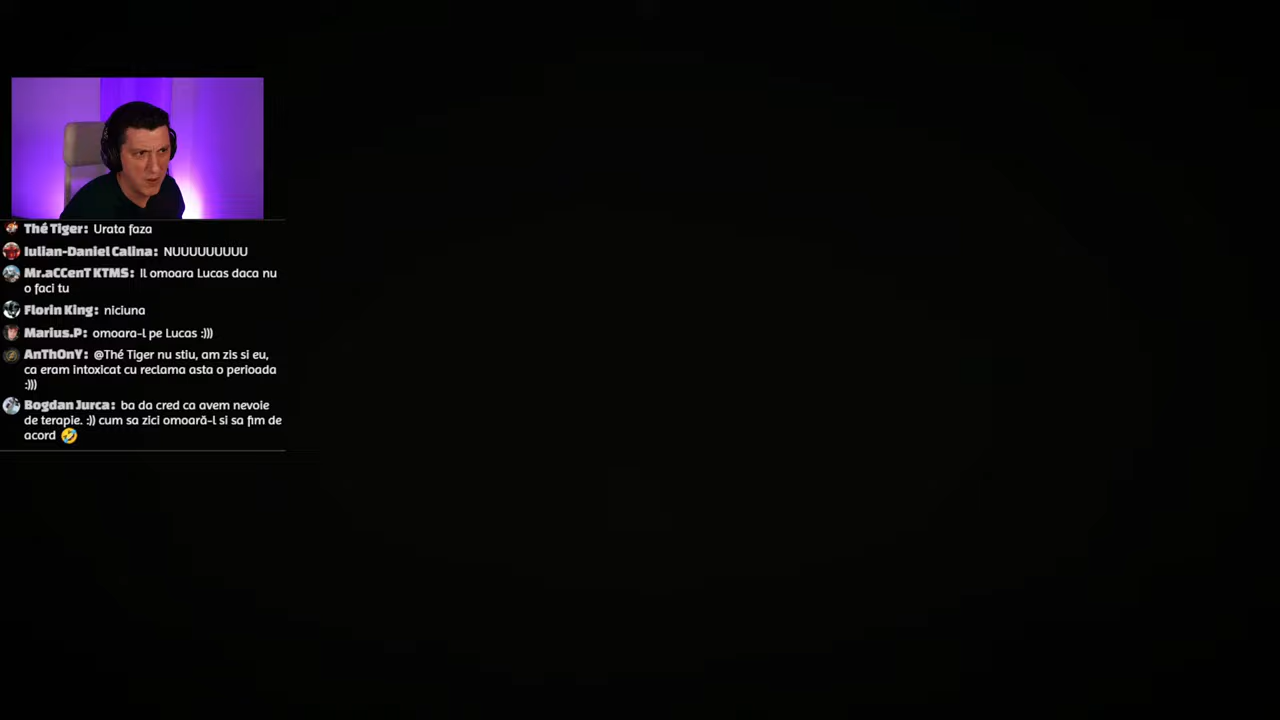 Thé Tiger: Urata faza
Iulian-Daniel Calina: NUUUUUUUUU
Mr.aCCenT KTMS: Il omoara Lucas daca nu
o faci tu
Florin King: niciuna
Marius.P: omoara-l pe Lucas :)))
AnThOnY: @Thé Tiger nu stiu, am zis si eu,
ca eram intoxicat cu reclama asta o perioada
:)))
Bogdan Jurca: ba da cred ca avem nevoie
de terapie. :)) cum sa zici omoară-l si sa fim de
acord 🤣